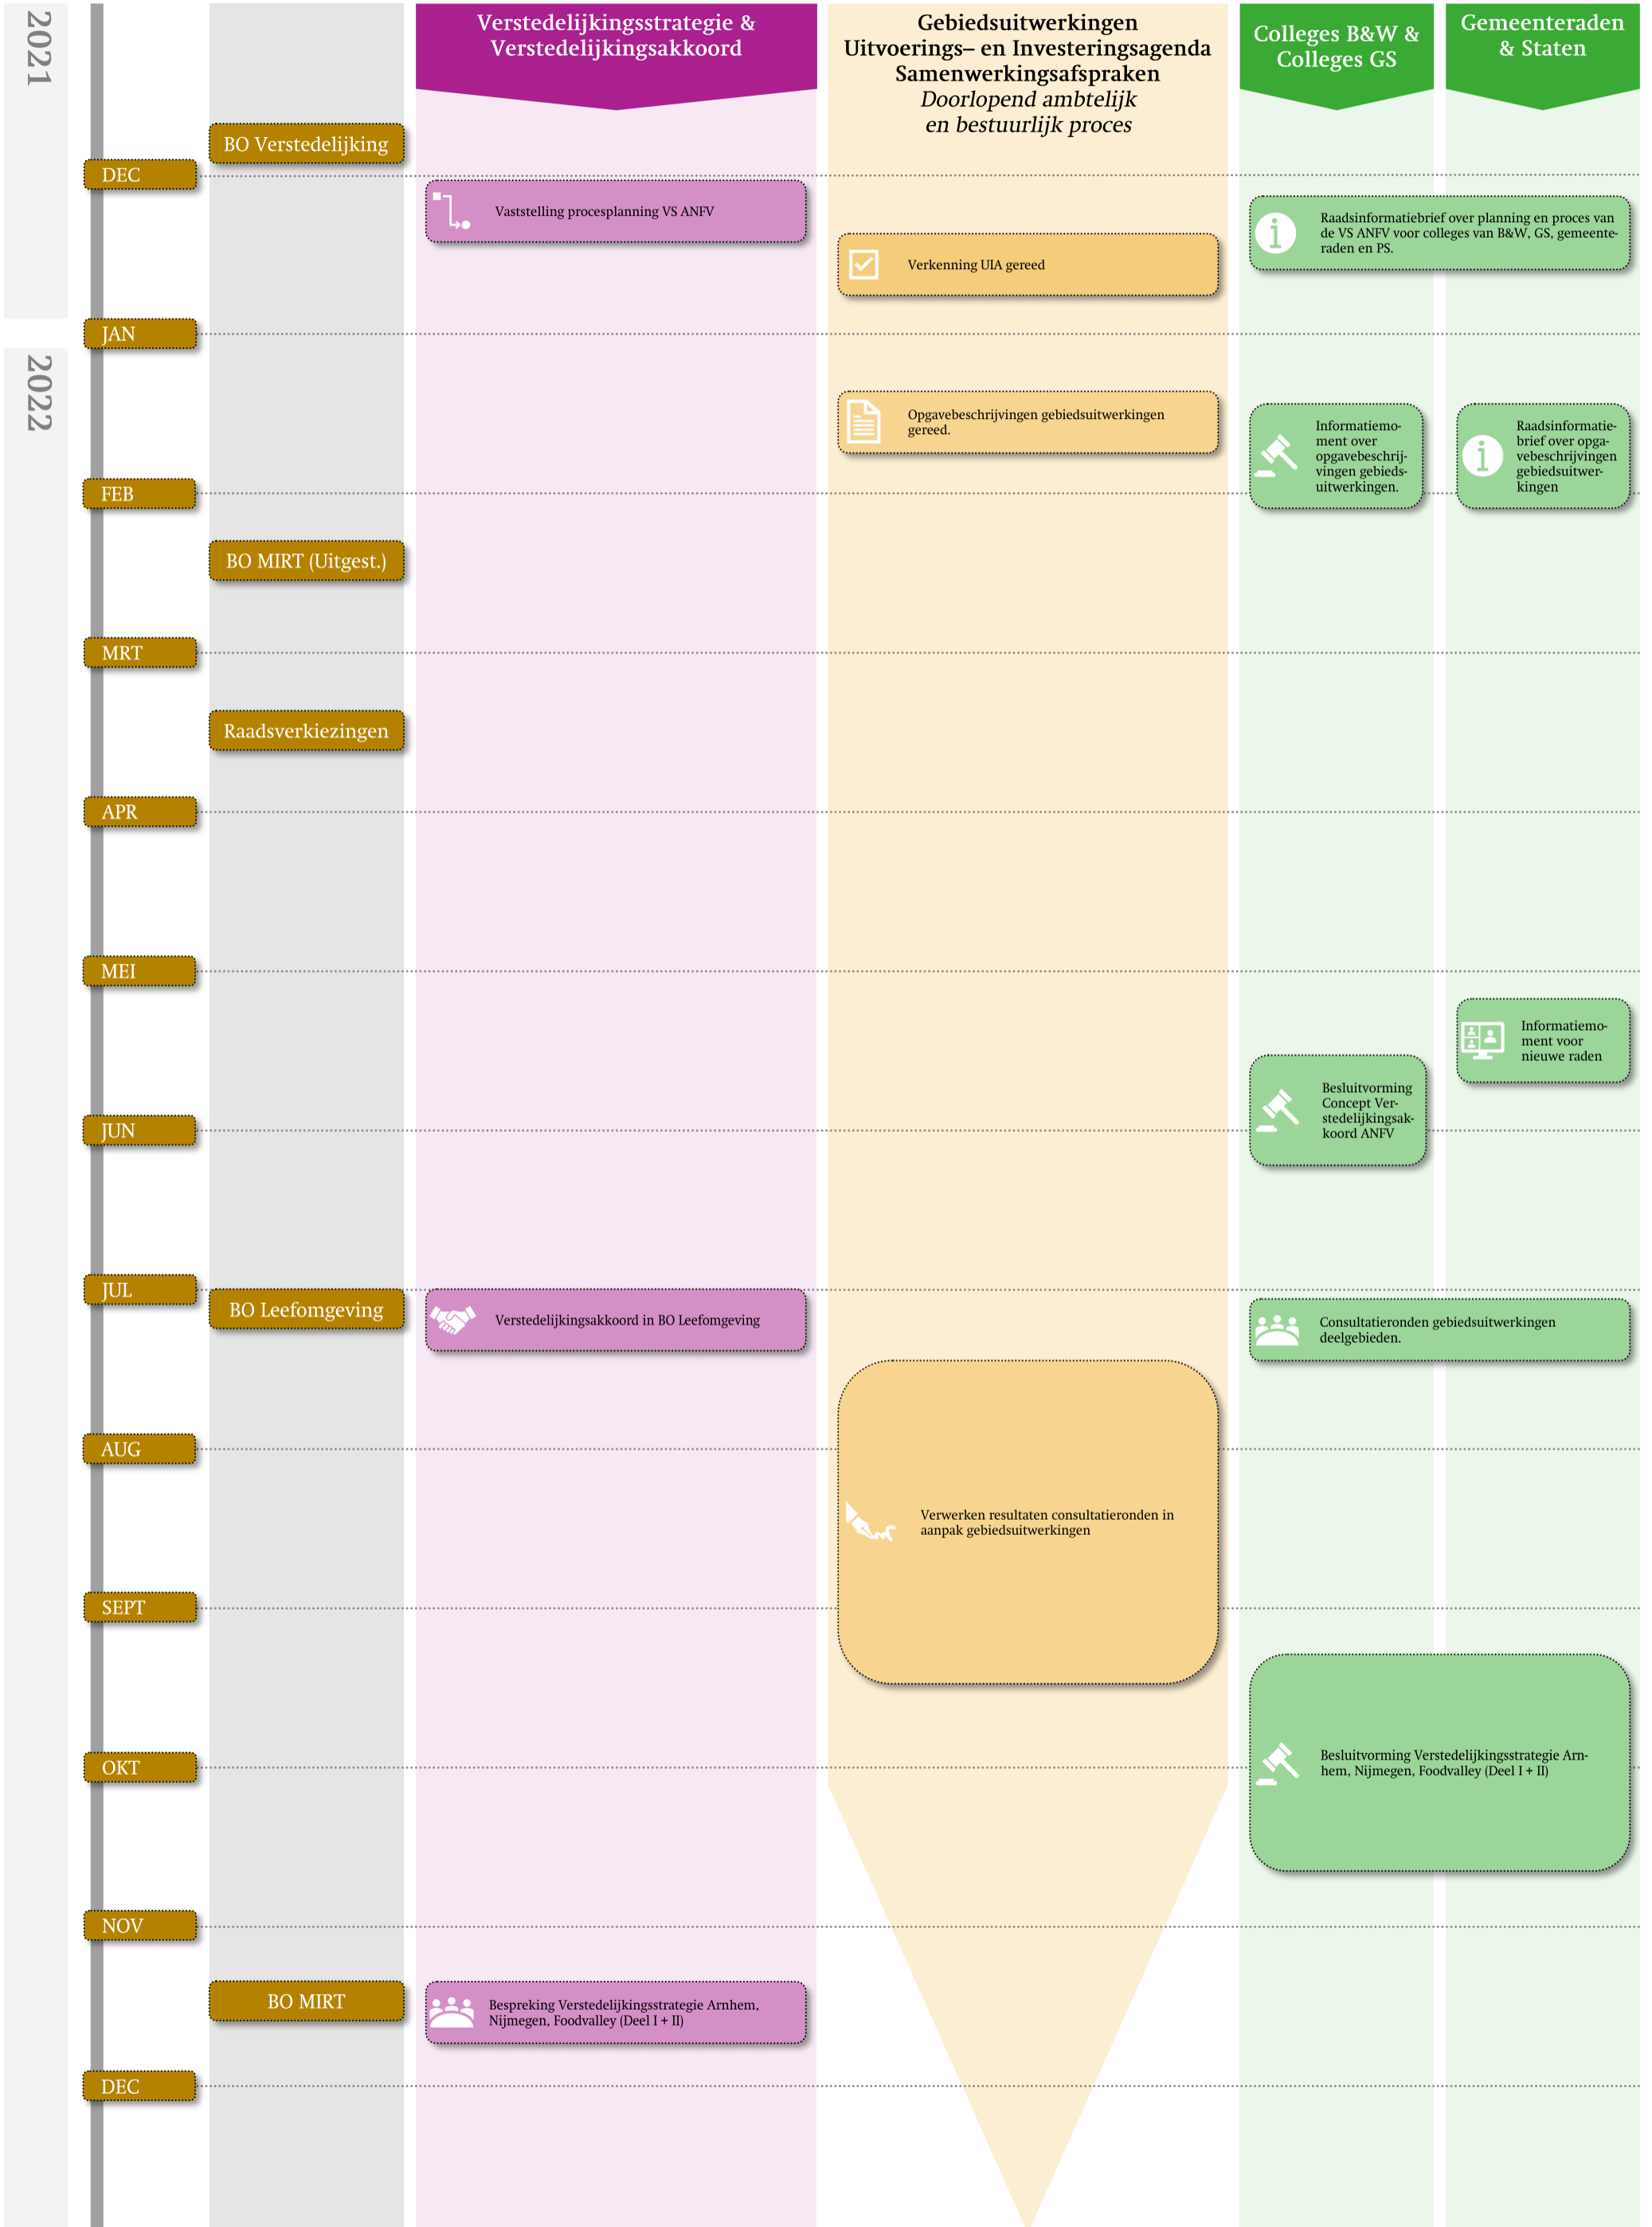 2021
Verstedelijkingsstrategie &
Verstedelijkingsakkoord
Gebiedsuitwerkingen
Uitvoerings– en Investeringsagenda
Samenwerkingsafspraken
Doorlopend ambtelijk
en bestuurlijk proces
Colleges B&W &
Colleges GS
Gemeenteraden
& Staten
BO Verstedelijking
DEC
Vaststelling procesplanning VS ANFV
Raadsinformatiebrief over planning en proces van
de VS ANFV voor colleges van B&W, GS, gemeente-
raden en PS.
Verkenning UIA gereed
JAN
2022
Opgavebeschrijvingen gebiedsuitwerkingen
gereed.
Informatiemo-
ment over
opgavebeschrij-
vingen gebieds-
uitwerkingen.
Raadsinformatie-
brief over opga-
vebeschrijvingen
gebiedsuitwer-
kingen
FEB
BO MIRT (Uitgest.)
MRT
Raadsverkiezingen
APR
MEI
Informatiemo-
ment voor
nieuwe raden
Besluitvorming
Concept Ver-
stedelijkingsak-
koord ANFV
JUN
JUL
BO Leefomgeving
Verstedelijkingsakkoord in BO Leefomgeving
Consultatieronden gebiedsuitwerkingen
deelgebieden.
AUG
Verwerken resultaten consultatieronden in
aanpak gebiedsuitwerkingen
SEPT
OKT
Besluitvorming Verstedelijkingsstrategie Arn-
hem, Nijmegen, Foodvalley (Deel I + II)
NOV
BO MIRT
Bespreking Verstedelijkingsstrategie Arnhem,
Nijmegen, Foodvalley (Deel I + II)
DEC